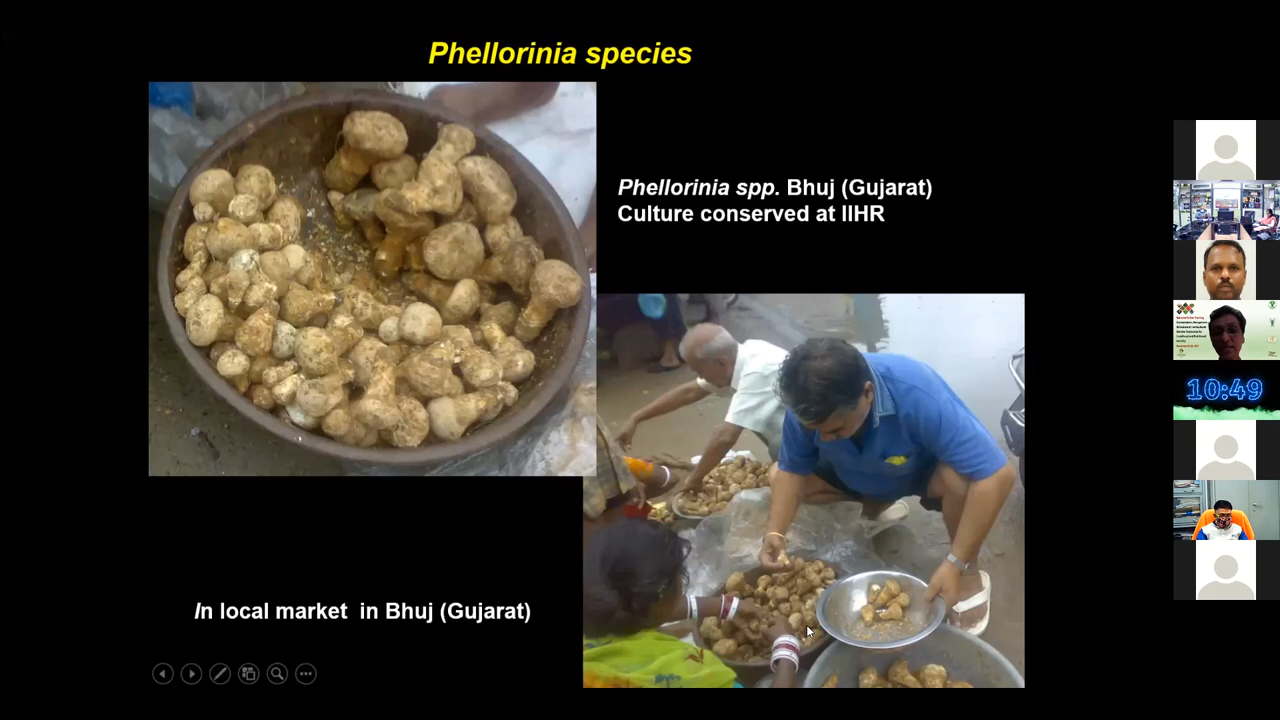 Phellorinia species
Phellorinia spp. Bhuj (Gujarat)
Culture conserved at IIHR
In local market in Bhuj (Gujarat)
10:49